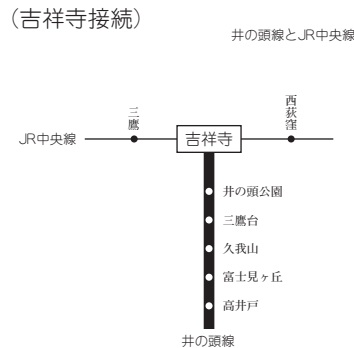 （吉祥寺接続）
井の頭線とJR中央線
三鷹
西荻窪
JR中央線
吉祥寺
井の頭公園
三鷹台
久我山
富士見ヶ丘
高井戸
井の頭線